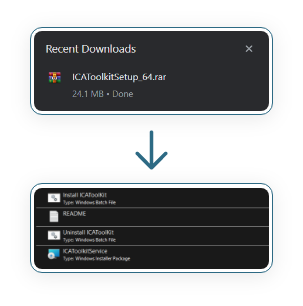 Recent Downloads
ICAToolkitSetup_64.rar
24.1 MB • Done
Install ICAToolKit
Type: Windows Batch File
README
Uninstall ICAToolKit
Type: Windows Batch File
ICAToolkitService
Type: Windows Installer Package